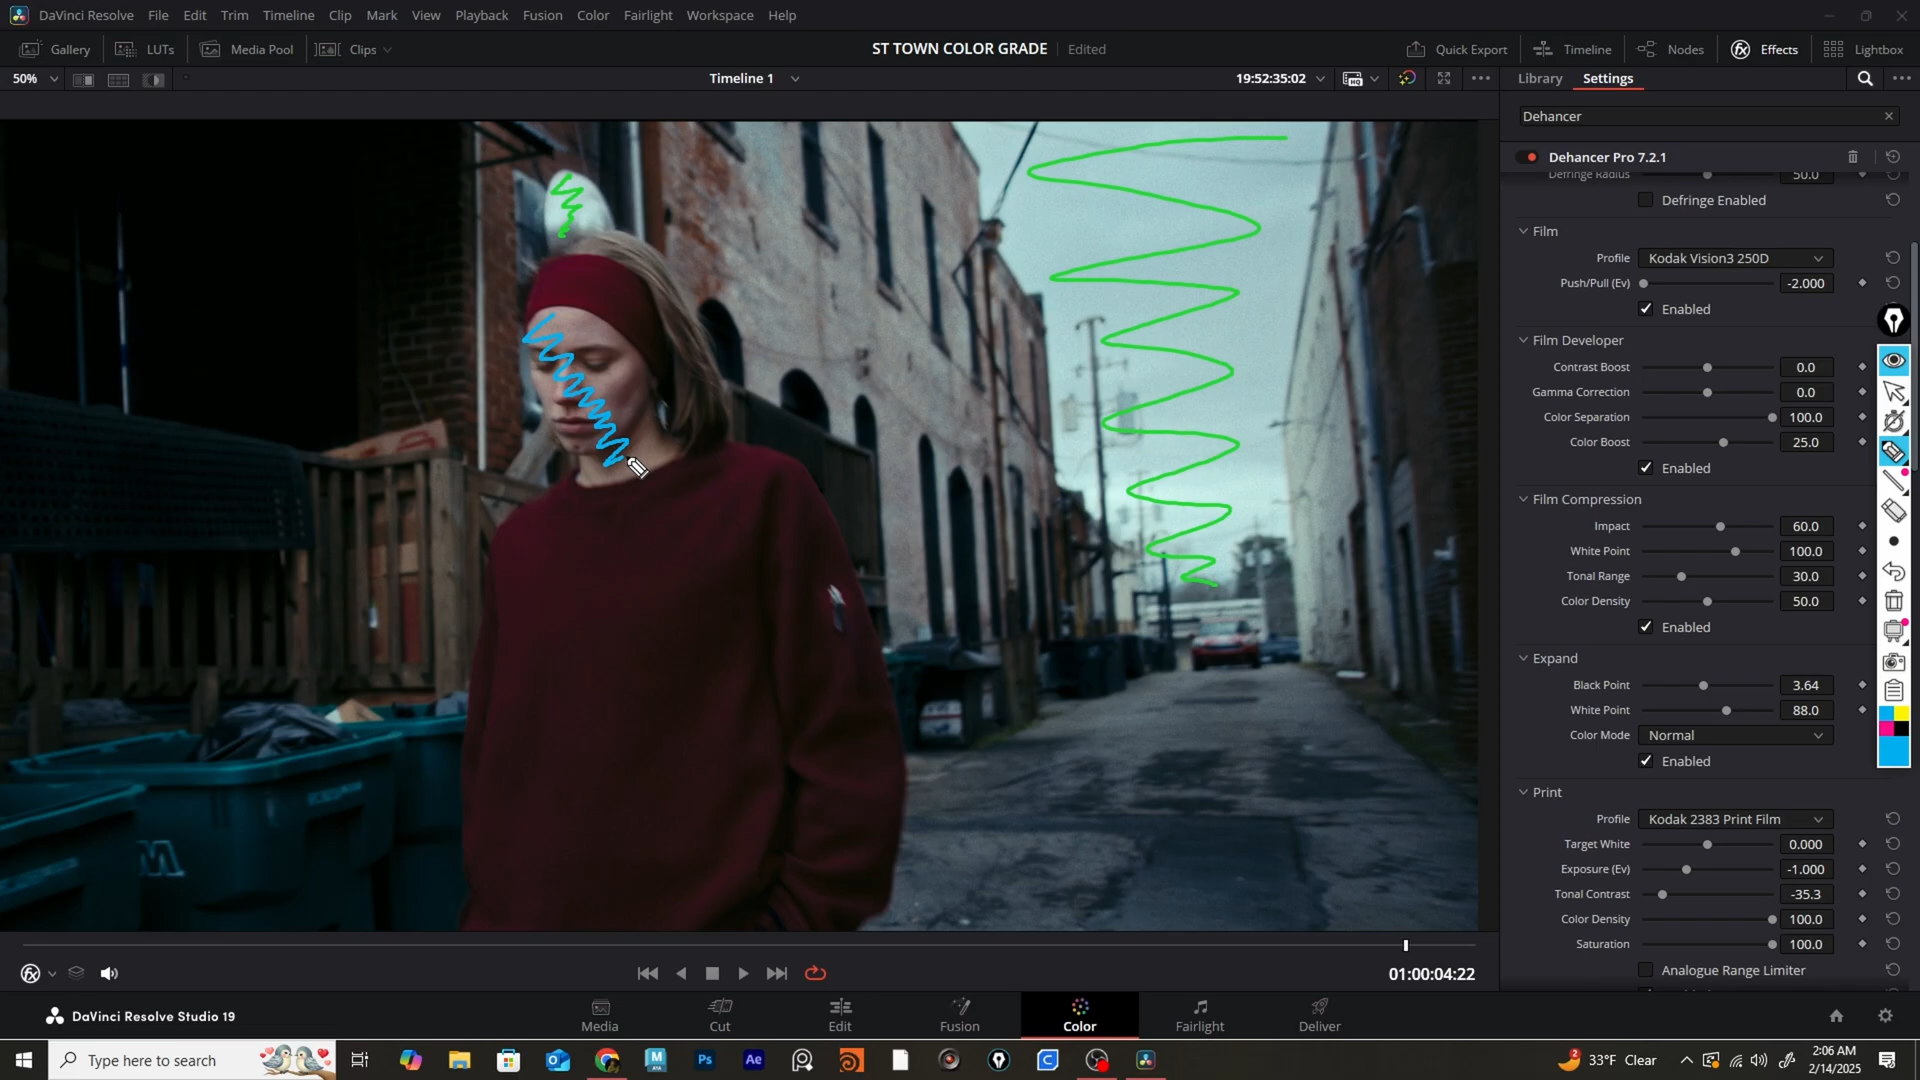 DaVinci Resolve File Edit Trim Timeline Clip Mark View Playback Fusion Color Fairlight Workspace Help
Gallery LUTs Media Pool Clips ST TOWN COLOR GRADE Edited Quick Export Timeline Nodes Effects Lightbox
50% Timeline 1 19:52:35:02 Library Settings
Dehancer
Dehancer Pro 7.2.1
Defringe Radius 50.0
Defringe Enabled
Film
Profile Kodak Vision3 250D
Push/Pull (Ev) -2.000
Enabled
Film Developer
Contrast Boost 0.0
Gamma Correction 0.0
Color Separation 100.0
Color Boost 25.0
Enabled
Film Compression
Impact 60.0
White Point 100.0
Tonal Range 30.0
Color Density 50.0
Enabled
Expand
Black Point 3.64
White Point 88.0
Color Mode Normal
Enabled
Print
Profile Kodak 2383 Print Film
Target White 0.000
Exposure (Ev) -1.000
Tonal Contrast -35.3
Color Density 100.0
Saturation 100.0
Analogue Range Limiter
01:00:04:22
DaVinci Resolve Studio 19
Media Cut Edit Fusion Color Fairlight Deliver
Type here to search
33°F Clear
2:06 AM
2/14/2025